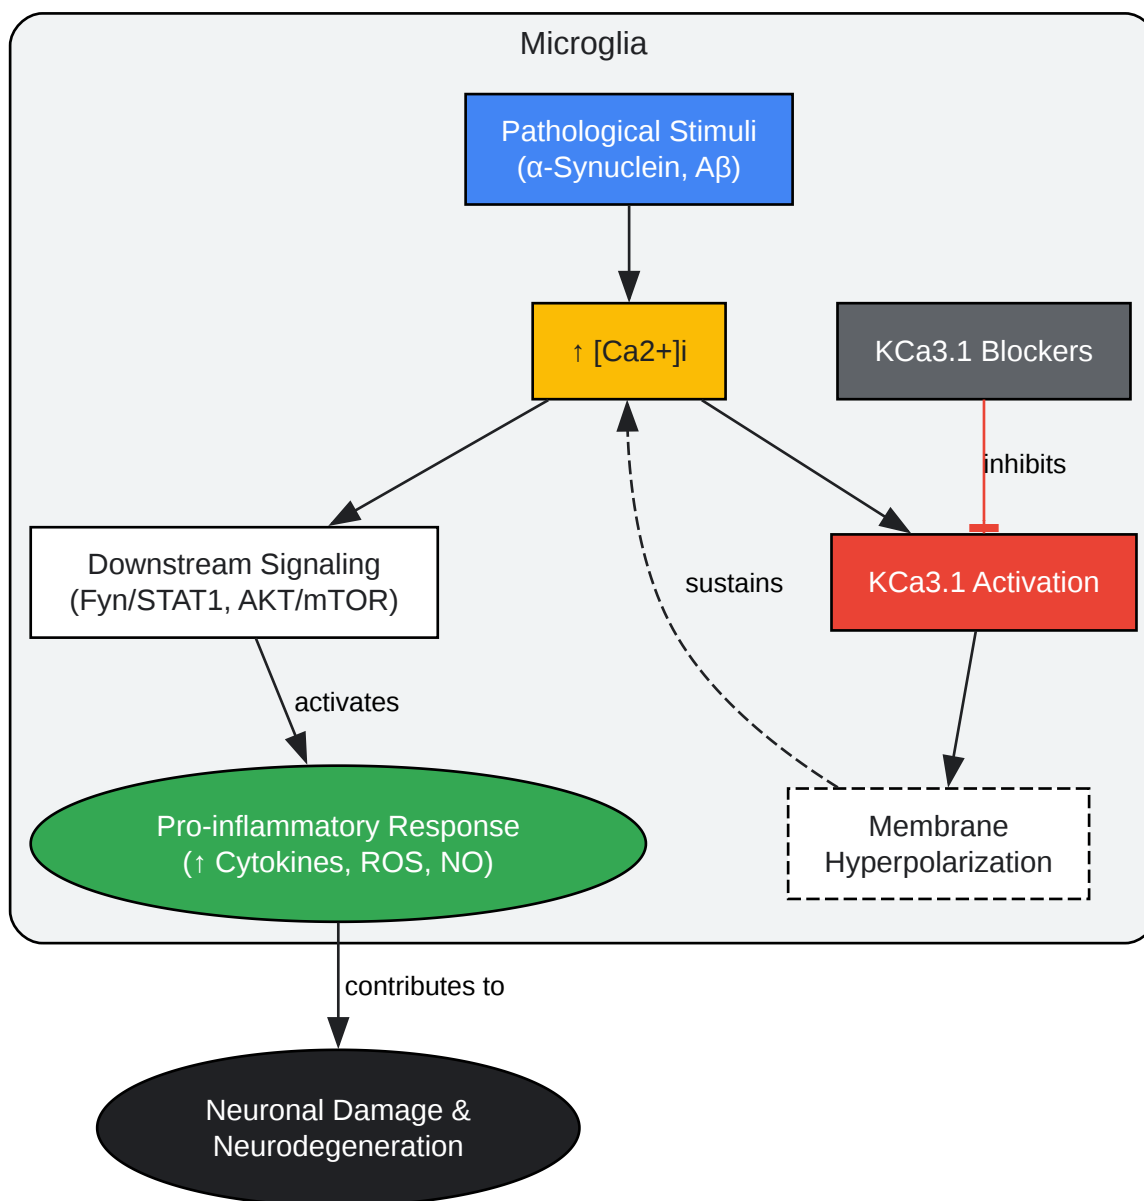 Microglia
Pathological Stimuli
(α-Synuclein, Aβ)
↑ [Ca2+]i
KCa3.1 Blockers
inhibits
Downstream Signaling
(Fyn/STAT1, AKT/mTOR)
sustains
KCa3.1 Activation
activates
Pro-inflammatory Response
(↑ Cytokines, ROS, NO)
Membrane
Hyperpolarization
contributes to
Neuronal Damage &
Neurodegeneration